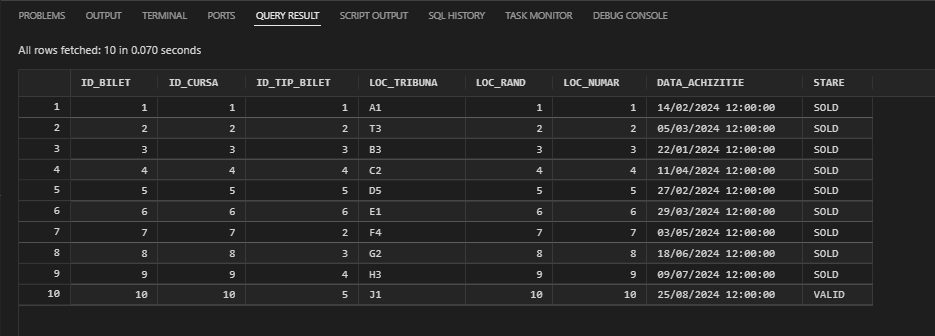 PROBLEMS OUTPUT TERMINAL PORTS QUERY RESULT SCRIPT OUTPUT SQL HISTORY TASK MONITOR DEBUG CONSOLE
All rows fetched: 10 in 0.070 seconds
ID_BILET ID_CURSA ID_TIP_BILET LOC_TRIBUNA LOC_RAND LOC_NUMAR DATA_ACHIZITIE STARE
1 1 1 1 A1 1 1 14/02/2024 12:00:00 SOLD
2 2 2 2 T3 2 2 05/03/2024 12:00:00 SOLD
3 3 3 3 B3 3 3 22/01/2024 12:00:00 SOLD
4 4 4 4 C2 4 4 11/04/2024 12:00:00 SOLD
5 5 5 5 D5 5 5 27/02/2024 12:00:00 SOLD
6 6 6 6 E1 6 6 29/03/2024 12:00:00 SOLD
7 7 7 2 F4 7 7 03/05/2024 12:00:00 SOLD
8 8 8 3 G2 8 8 18/06/2024 12:00:00 SOLD
9 9 9 4 H3 9 9 09/07/2024 12:00:00 SOLD
10 10 10 5 J1 10 10 25/08/2024 12:00:00 VALID